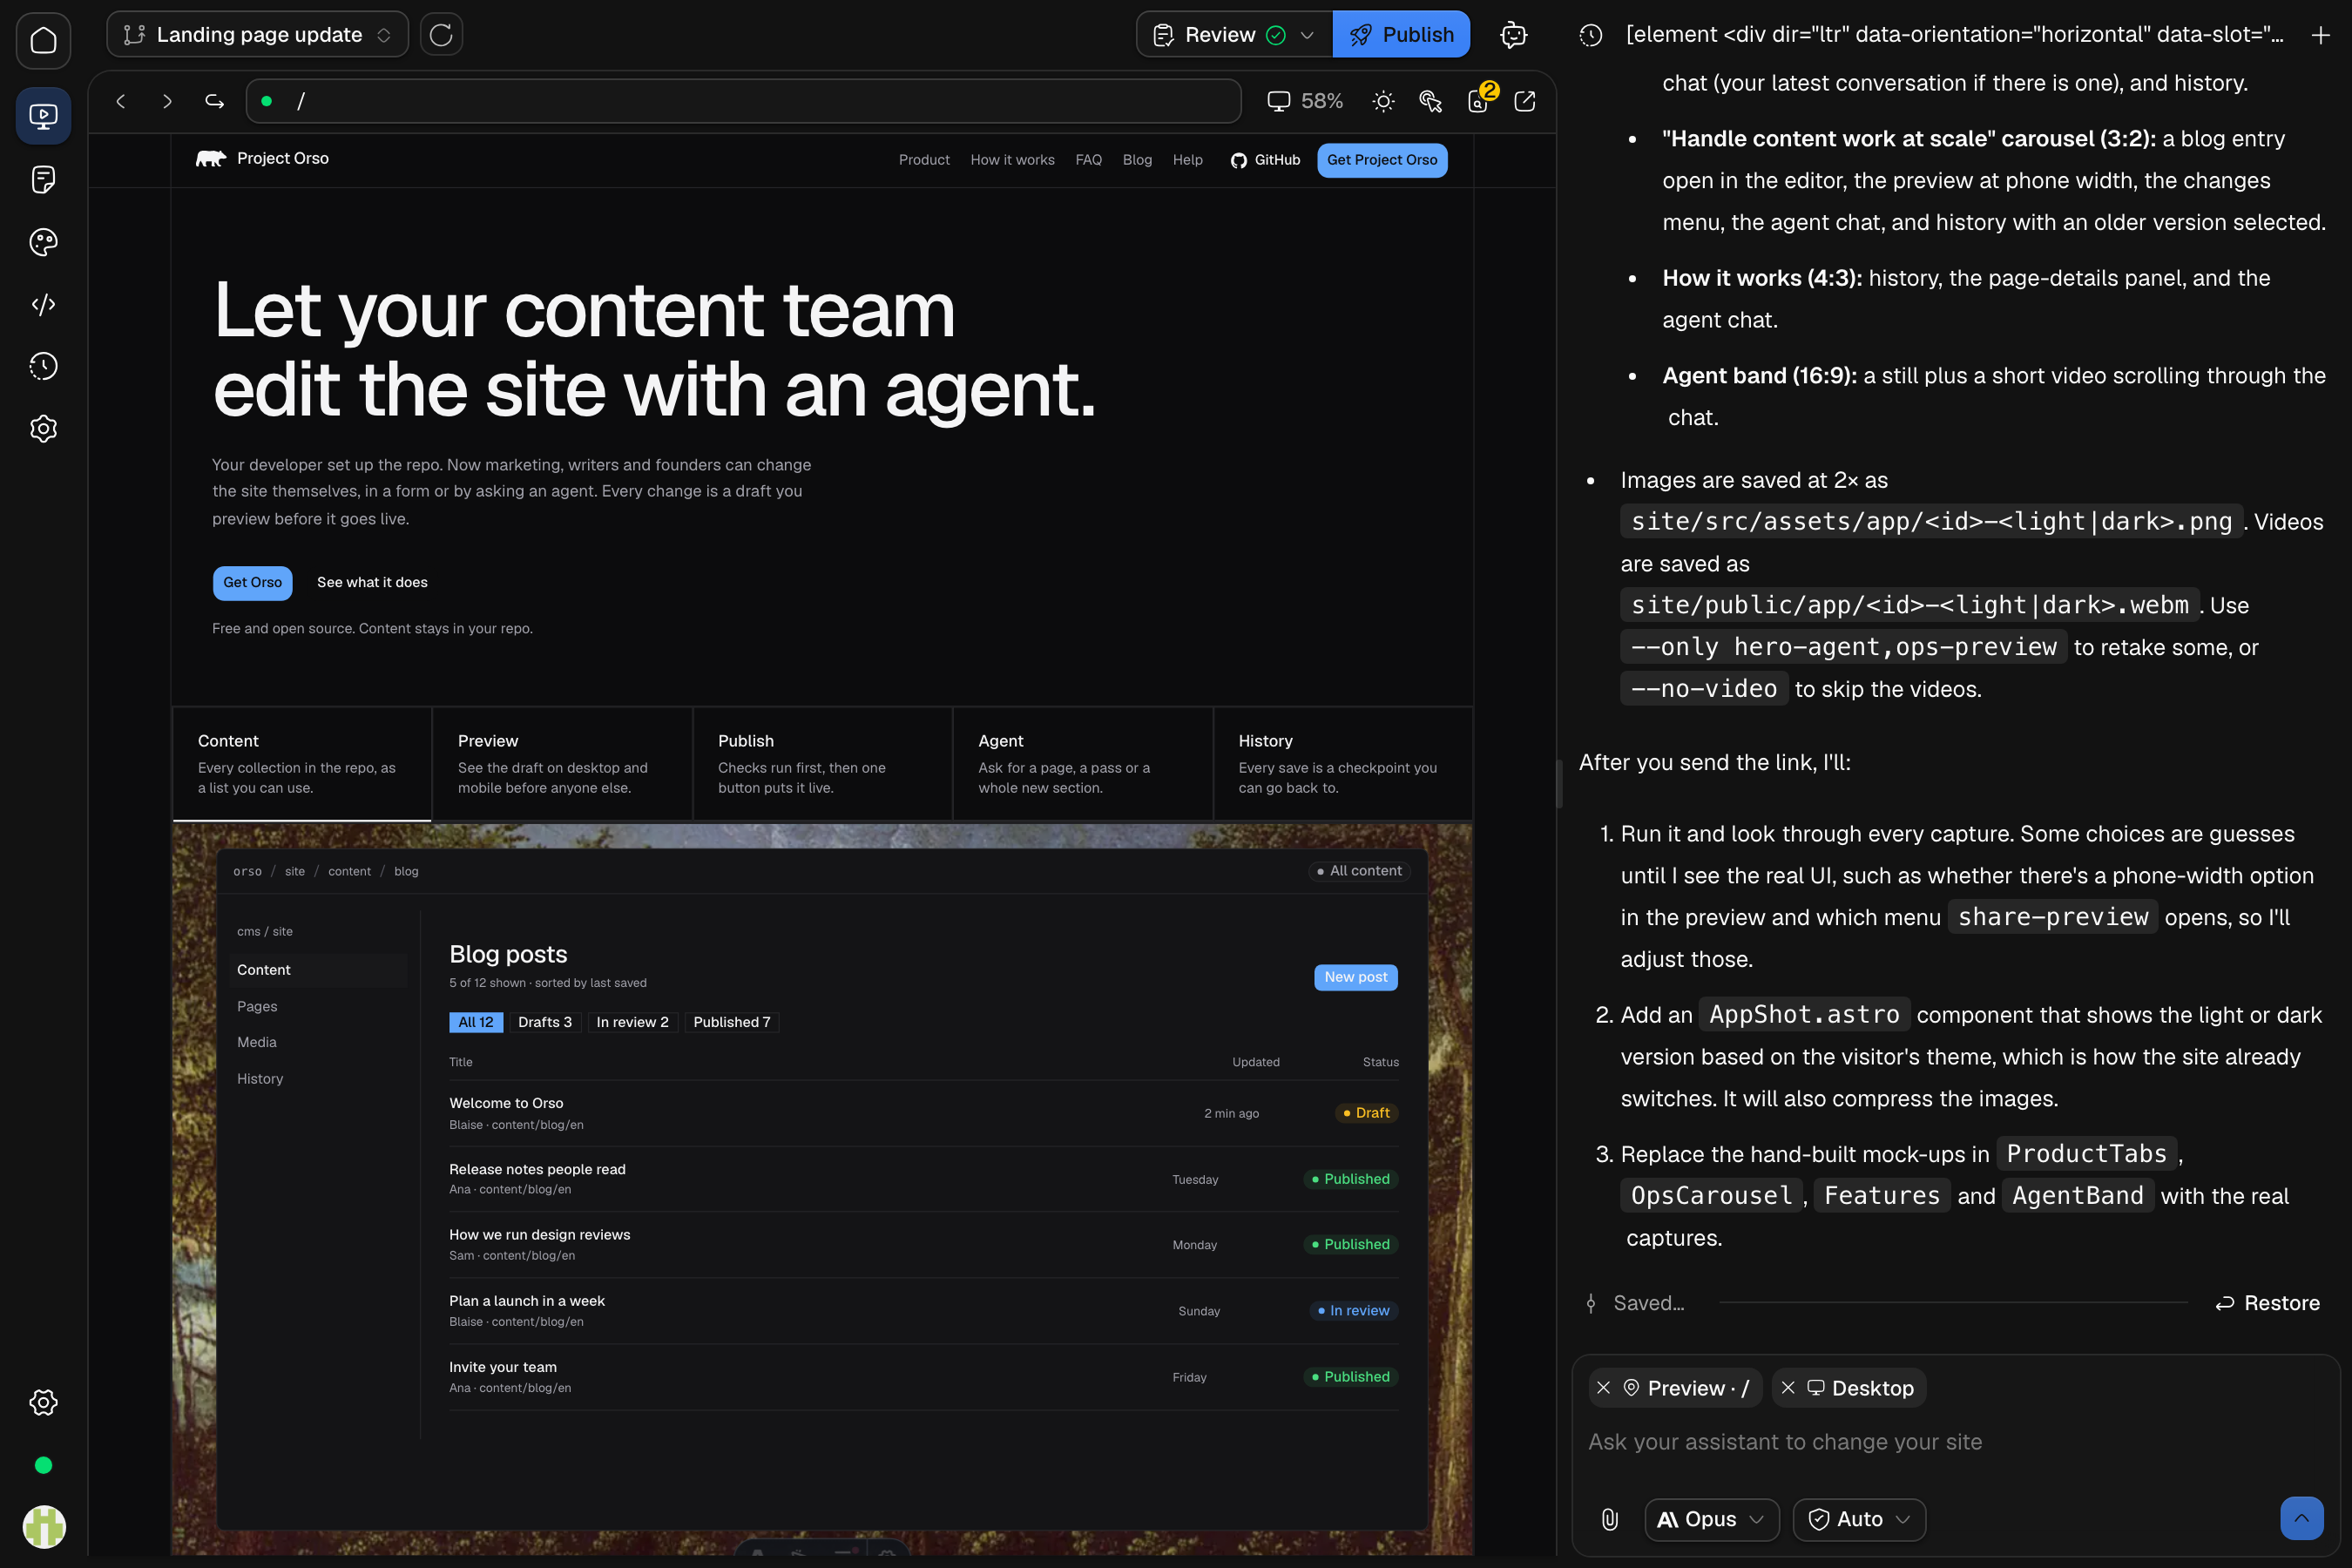 Landing page update
Review
Publish
[element <div dir="ltr" data-orientation="horizontal" data-slot="...
/
58%
2
Project Orso
Product
How it works
FAQ
Blog
Help
GitHub
Get Project Orso
Let your content team
edit the site with an agent.
Your developer set up the repo. Now marketing, writers and founders can change
the site themselves, in a form or by asking an agent. Every change is a draft you
preview before it goes live.
Get Orso
See what it does
Free and open source. Content stays in your repo.
Content
Every collection in the repo, as
a list you can use.
Preview
See the draft on desktop and
mobile before anyone else.
Publish
Checks run first, then one
button puts it live.
Agent
Ask for a page, a pass or a
whole new section.
History
Every save is a checkpoint you
can go back to.
orso / site / content / blog
All content
cms / site
Content
Pages
Media
History
Blog posts
5 of 12 shown · sorted by last saved
New post
All 12
Drafts 3
In review 2
Published 7
Title
Updated
Status
Welcome to Orso
Blaise · content/blog/en
2 min ago
Draft
Release notes people read
Ana · content/blog/en
Tuesday
Published
How we run design reviews
Sam · content/blog/en
Monday
Published
Plan a launch in a week
Blaise · content/blog/en
Sunday
In review
Invite your team
Ana · content/blog/en
Friday
Published
chat (your latest conversation if there is one), and history.
• "Handle content work at scale" carousel (3:2): a blog entry
open in the editor, the preview at phone width, the changes
menu, the agent chat, and history with an older version selected.
• How it works (4:3): history, the page-details panel, and the
agent chat.
• Agent band (16:9): a still plus a short video scrolling through the
chat.
• Images are saved at 2× as
site/src/assets/app/<id>-<light|dark>.png. Videos
are saved as
site/public/app/<id>-<light|dark>.webm. Use
--only hero-agent,ops-preview to retake some, or
--no-video to skip the videos.
After you send the link, I'll:
1. Run it and look through every capture. Some choices are guesses
until I see the real UI, such as whether there's a phone-width option
in the preview and which menu share-preview opens, so I'll
adjust those.
2. Add an AppShot.astro component that shows the light or dark
version based on the visitor's theme, which is how the site already
switches. It will also compress the images.
3. Replace the hand-built mock-ups in ProductTabs,
OpsCarousel, Features and AgentBand with the real
captures.
Saved...
Restore
Preview · /
Desktop
Ask your assistant to change your site
Opus
Auto